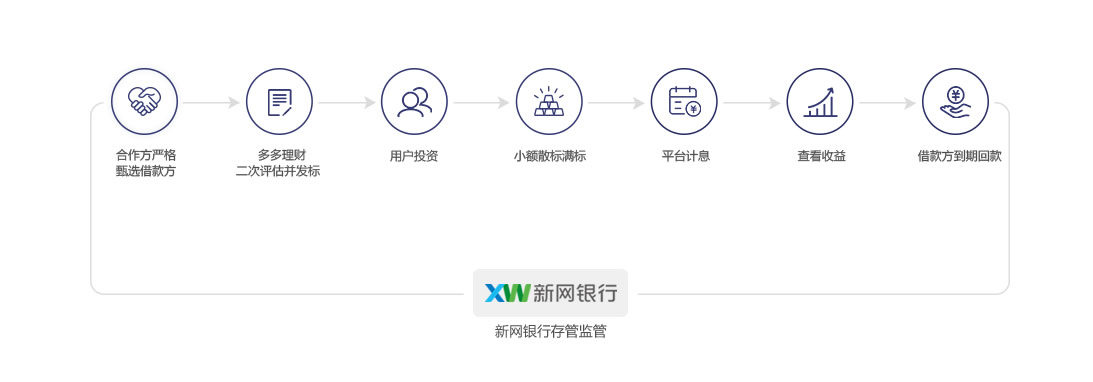 合作方严格
甄选借款方
多多理财
二次评估并发标
用户投资
小额散标满标
平台计息
查看收益
借款方到期回款
XW新网银行
新网银行存管监管